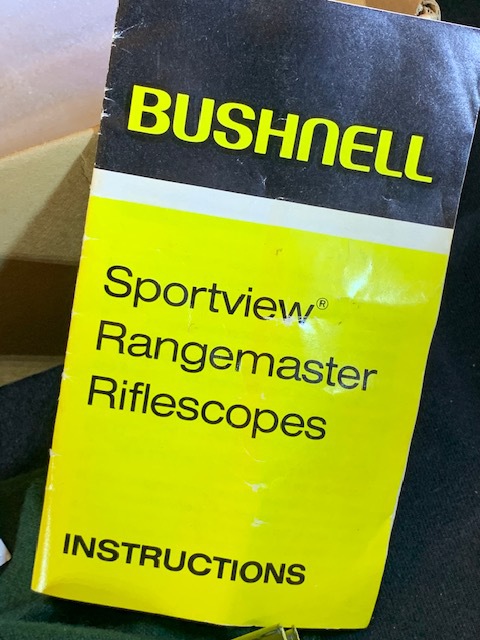 BUSHNELL
Sportview®
Rangemaster
Riflescopes
INSTRUCTIONS